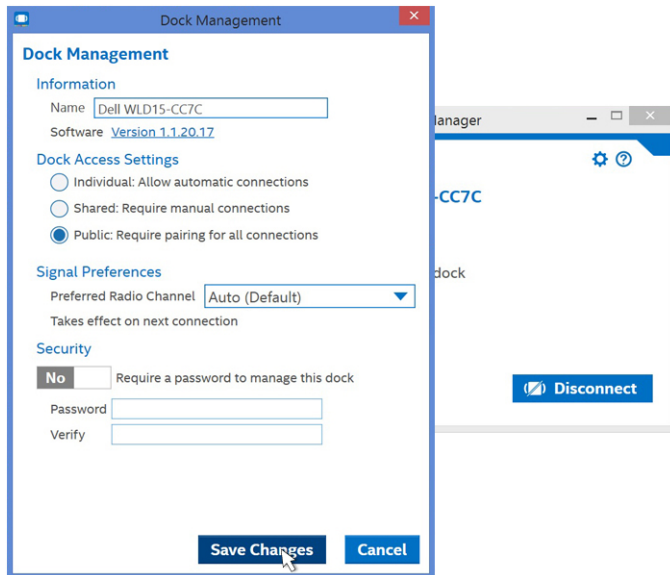 Dock Management
Dock Management
Information
Name Dell WLD15-CC7C
Software Version 1.1.20.17
Dock Access Settings
Individual: Allow automatic connections
Shared: Require manual connections
Public: Require pairing for all connections
Signal Preferences
Preferred Radio Channel Auto (Default)
Takes effect on next connection
Security
No Require a password to manage this dock
Password
Verify
Save Changes Cancel
anager
-CC7C
dock
Disconnect